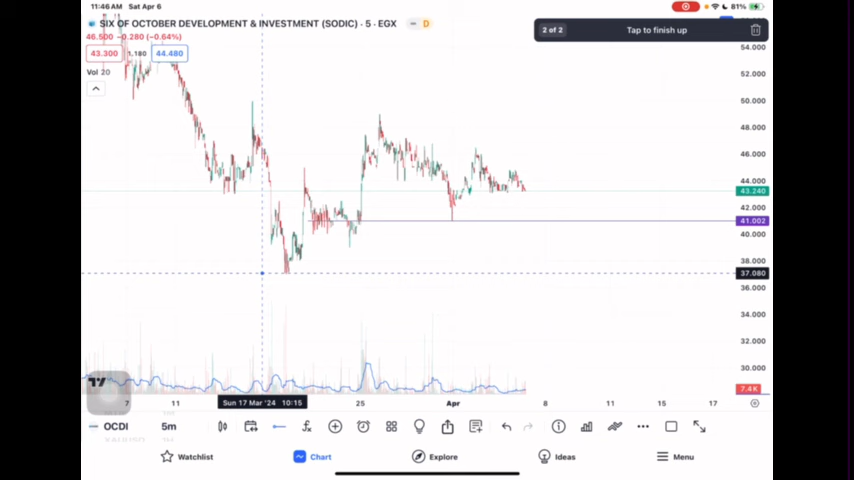 11:46 AM Sat Apr 6
81%
SIX OF OCTOBER DEVELOPMENT & INVESTMENT (SODIC) · 5 · EGX
D
46.500 −0.280 (−0.64%)
43.300 1,180 44.480
Vol 20
2 of 2 Tap to finish up
54.000
52.000
50.000
48.000
46.000
44.000
43.240
42.000
41.002
40.000
38.000
37.080
36.000
34.000
32.000
30.000
7.4K
7 11 Sun 17 Mar '24 10:15 25 Apr 8 11 15 17
OCDI 5m
Watchlist Chart Explore Ideas Menu